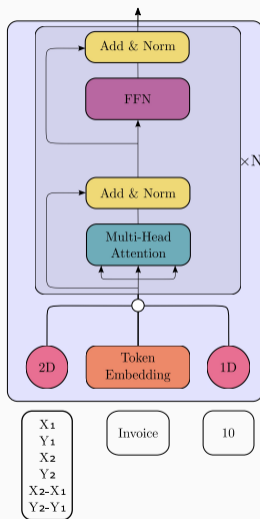 Add & Norm
FFN
×N
Add & Norm
Multi-Head
Attention
2D
Token
Embedding
1D
X1
Y1
X2
Y2
X2-X1
Y2-Y1
Invoice
10